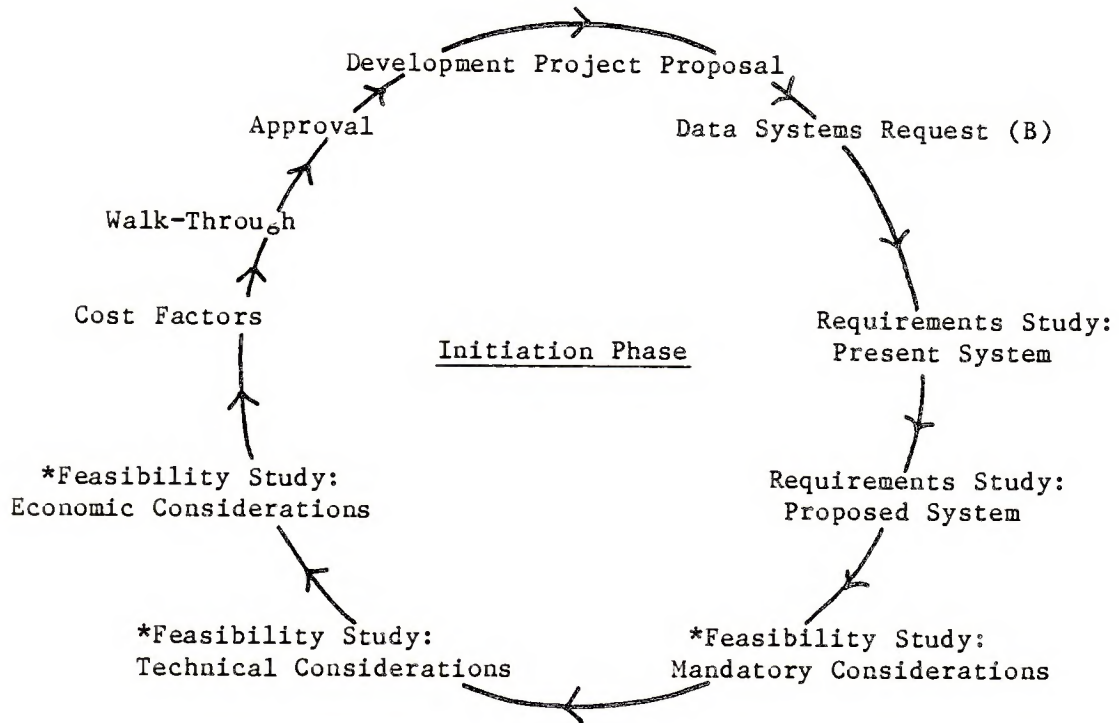 Development Project Proposal
Approval
Data Systems Request (B)
Walk-Through
Cost Factors
Requirements Study:
Present System
Initiation Phase
*Feasibility Study:
Economic Considerations
Requirements Study:
Proposed System
*Feasibility Study:
Technical Considerations
*Feasibility Study:
Mandatory Considerations